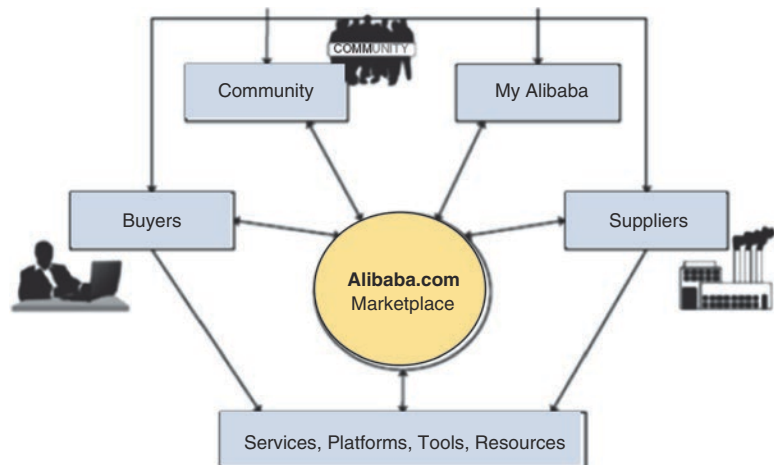 COMMUNITY
Community
My Alibaba
Buyers
Suppliers
Alibaba.com
Marketplace
Services, Platforms, Tools, Resources